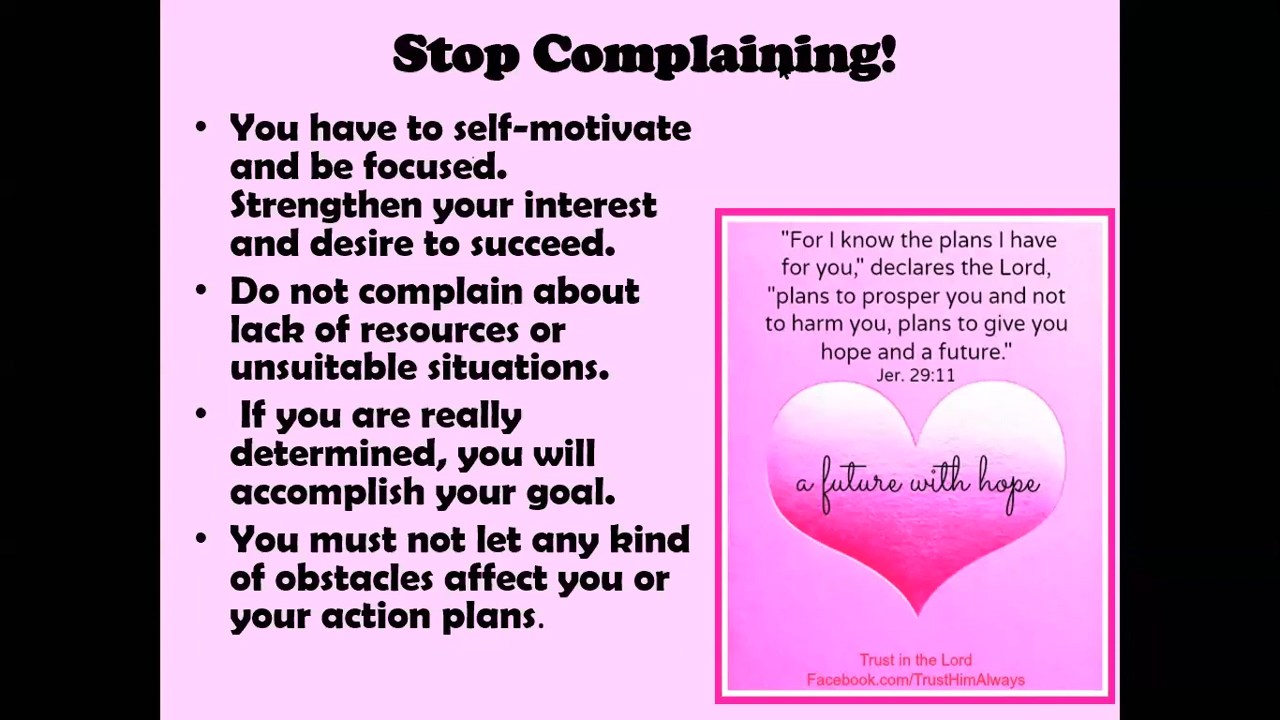 Stop Complaining!
• You have to self-motivate
and be focused.
Strengthen your interest
and desire to succeed.
• Do not complain about
lack of resources or
unsuitable situations.
• If you are really
determined, you will
accomplish your goal.
• You must not let any kind
of obstacles affect you or
your action plans.
"For I know the plans I have
for you," declares the Lord,
"plans to prosper you and not
to harm you, plans to give you
hope and a future."
Jer. 29:11
a future with hope
Trust in the Lord
Facebook.com/TrustHimAlways